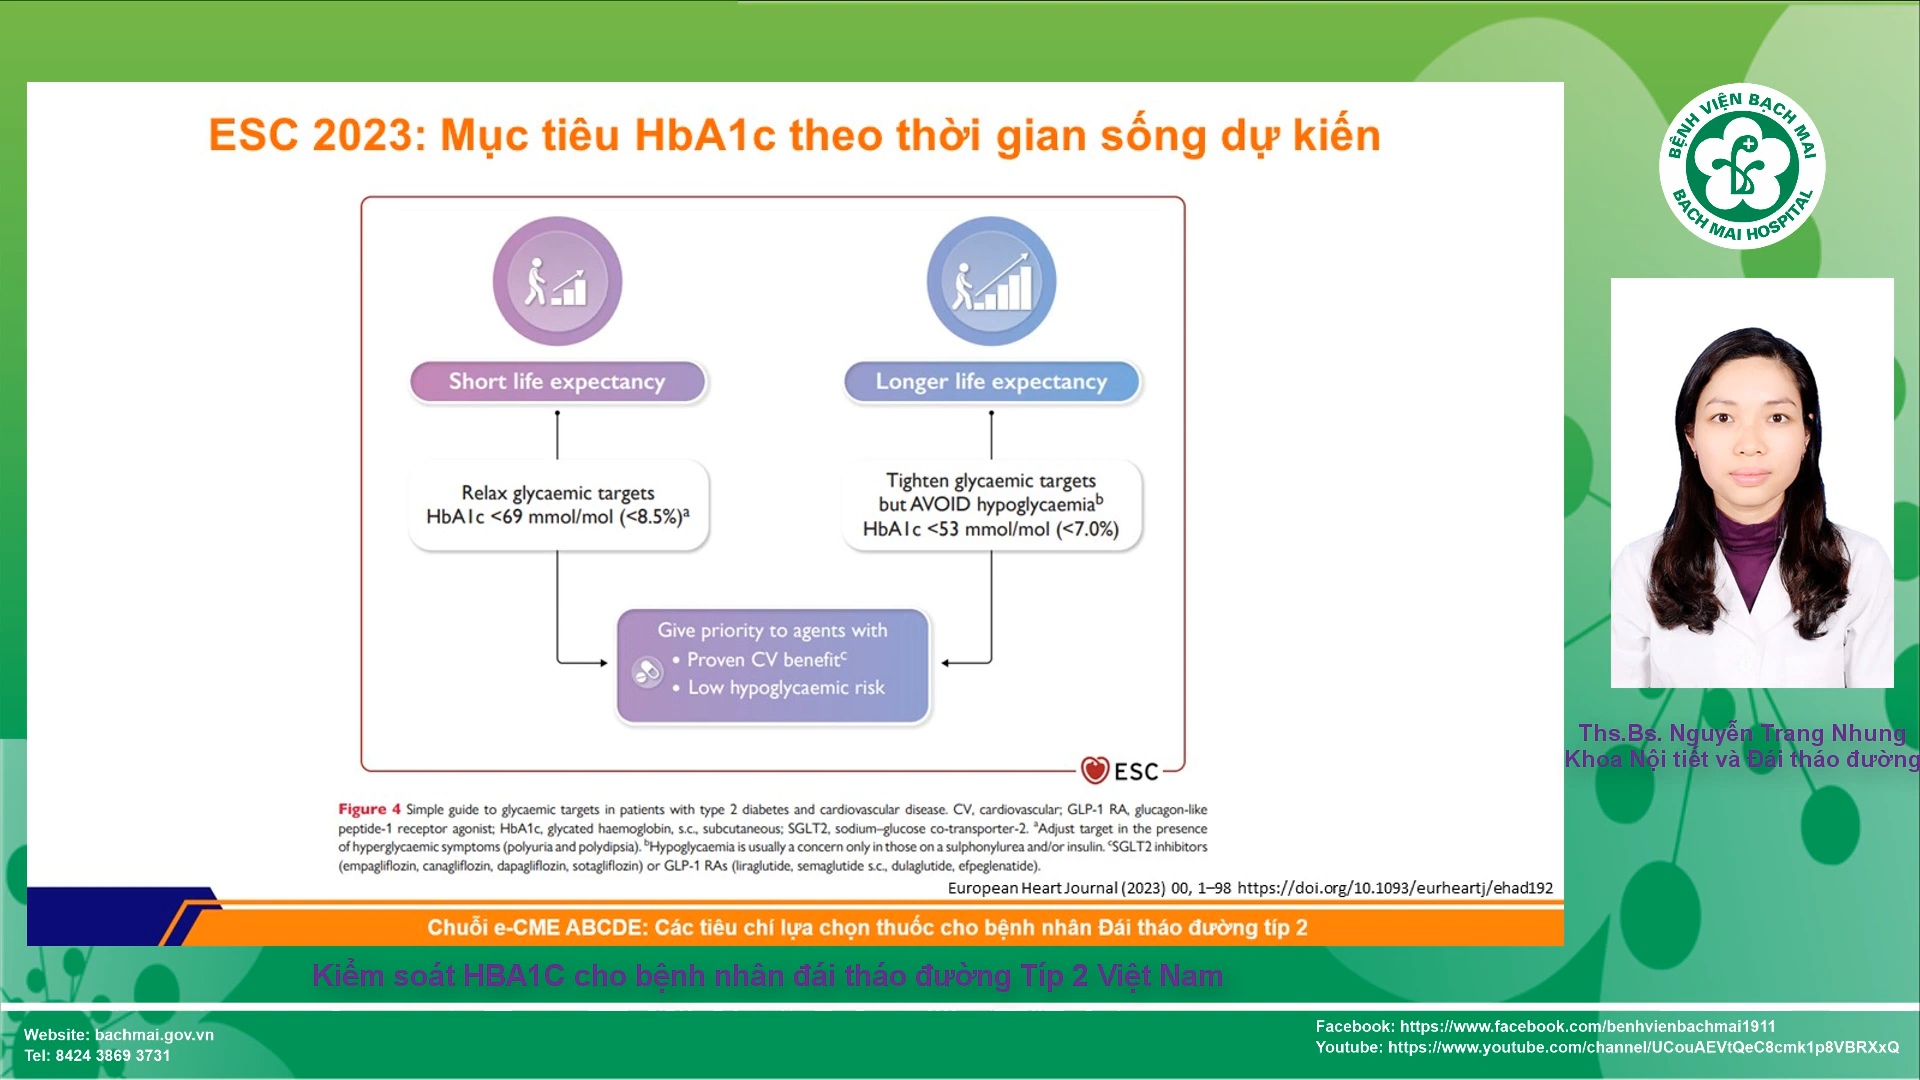 ESC 2023: Mục tiêu HbA1c theo thời gian sống dự kiến
Short life expectancy
Longer life expectancy
Relax glycaemic targets
HbA1c <69 mmol/mol (<8.5%)ᵃ
Tighten glycaemic targets
but AVOID hypoglycaemiaᵇ
HbA1c <53 mmol/mol (<7.0%)
Give priority to agents with
• Proven CV benefitᶜ
• Low hypoglycaemic risk
ESC
Figure 4 Simple guide to glycaemic targets in patients with type 2 diabetes and cardiovascular disease. CV, cardiovascular; GLP-1 RA, glucagon-like
peptide-1 receptor agonist; HbA1c, glycated haemoglobin, s.c., subcutaneous; SGLT2, sodium–glucose co-transporter-2. ᵃAdjust target in the presence
of hyperglycaemic symptoms (polyuria and polydipsia). ᵇHypoglycaemia is usually a concern only in those on a sulphonylurea and/or insulin. ᶜSGLT2 inhibitors
(empagliflozin, canagliflozin, dapagliflozin, sotagliflozin) or GLP-1 RAs (liraglutide, semaglutide s.c., dulaglutide, efpeglenatide).
European Heart Journal (2023) 00, 1–98 https://doi.org/10.1093/eurheartj/ehad192
Chuỗi e-CME ABCDE: Các tiêu chí lựa chọn thuốc cho bệnh nhân Đái tháo đường típ 2
BỆNH VIỆN BẠCH MAI
BACH MAI HOSPITAL
Ths.Bs. Nguyễn Trang Nhung
Khoa Nội tiết và Đái tháo đường
Kiểm soát HBA1C cho bệnh nhân đái tháo đường Típ 2 Việt Nam
Website: bachmai.gov.vn
Tel: 8424 3869 3731
Facebook: https://www.facebook.com/benhvienbachmai1911
Youtube: https://www.youtube.com/channel/UCouAEVtQeC8cmk1p8VBRXxQ